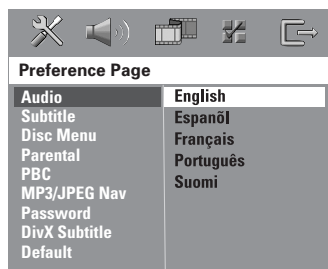 Preference Page
Audio
Subtitle
Disc Menu
Parental
PBC
MP3/JPEG Nav
Password
DivX Subtitle
Default
English
Espanõl
Français
Português
Suomi